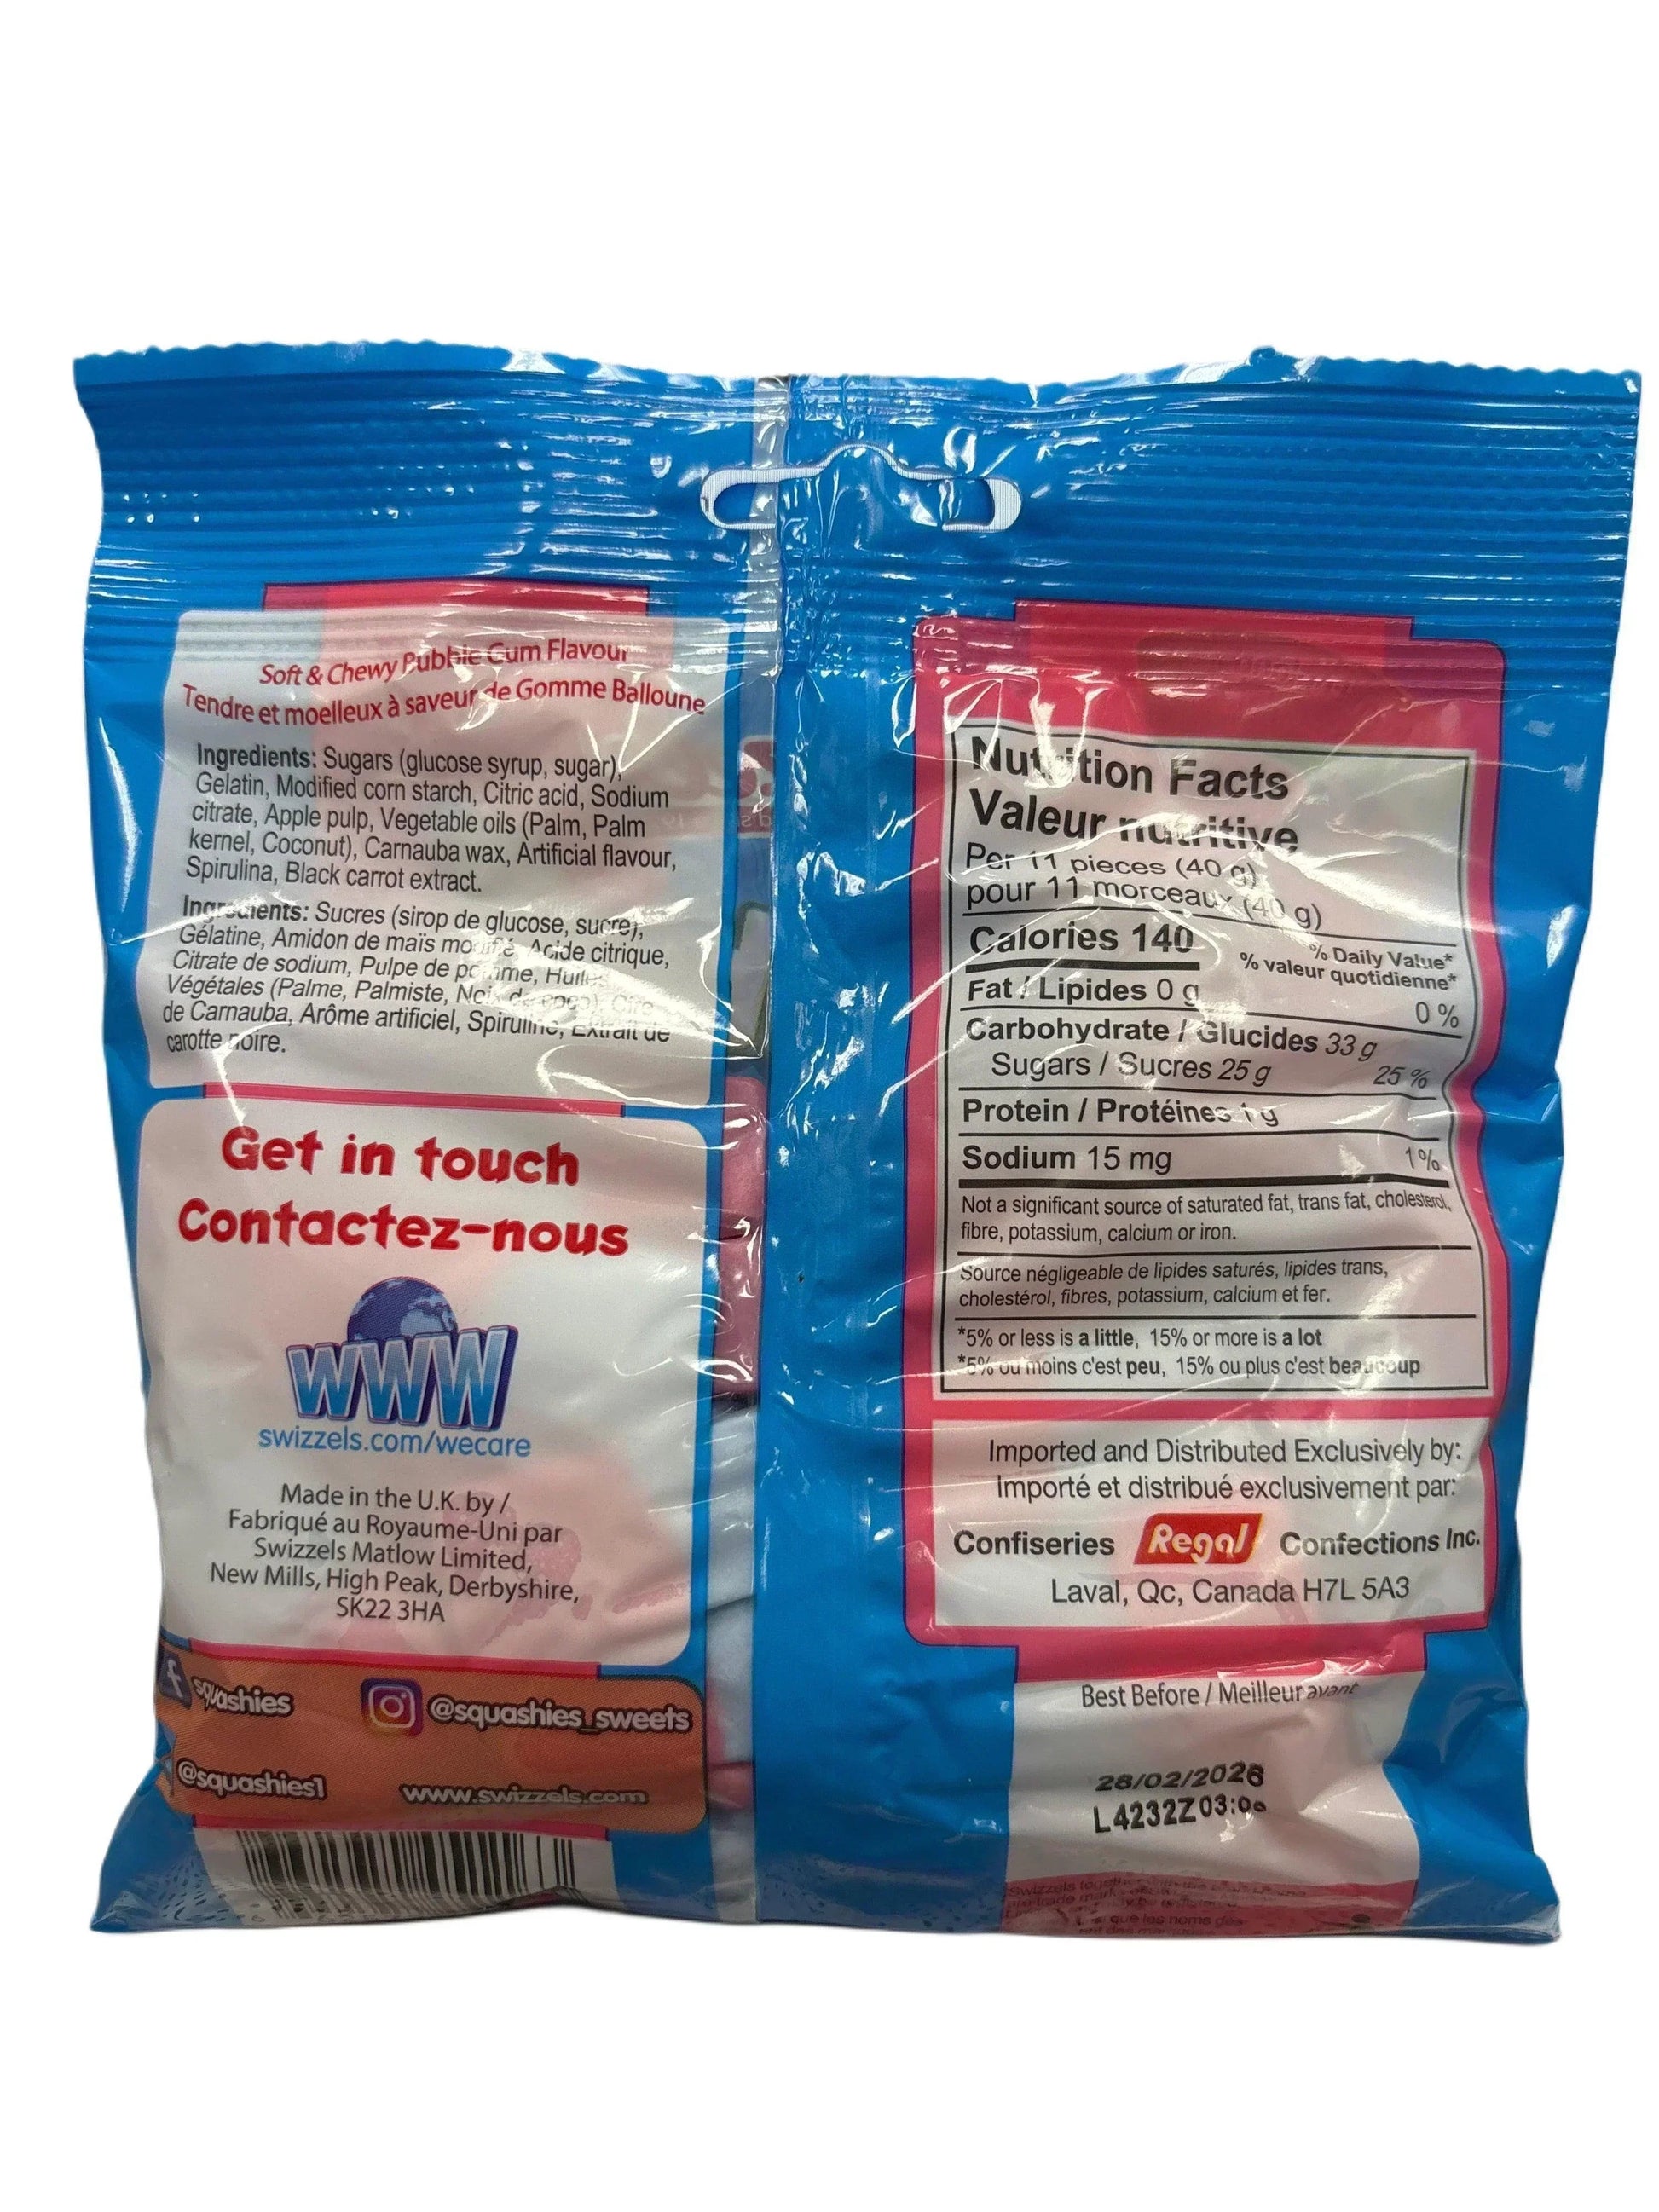 Soft & Chewy Bubble Gum Flavour
Tendre et moelleux à saveur de Gomme Balloune
Ingredients: Sugars (glucose syrup, sugar),
Gelatin, Modified corn starch, Citric acid, Sodium
citrate, Apple pulp, Vegetable oils (Palm, Palm
kernel, Coconut), Carnauba wax, Artificial flavour,
Spirulina, Black carrot extract.
Ingredients: Sucres (sirop de glucose, sucre),
Gélatine, Amidon de maïs modifié, Acide citrique,
Citrate de sodium, Pulpe de pomme, Huiles
Végétales (Palme, Palmiste, Noix de coco), Cire
de Carnauba, Arôme artificiel, Spiruline, Extrait de
carotte noire.
Get in touch
Contactez-nous
WWW
swizzels.com/wecare
Made in the U.K. by /
Fabriqué au Royaume-Uni par
Swizzels Matlow Limited,
New Mills, High Peak, Derbyshire,
SK22 3HA
squashies
@squashies_sweets
@squashies1
www.swizzels.com
Nutrition Facts
Valeur nutritive
Per 11 pieces (40 g)
pour 11 morceaux (40 g)
Calories 140
% Daily Value*
% valeur quotidienne*
Fat / Lipides 0 g 0 %
Carbohydrate / Glucides 33 g
Sugars / Sucres 25 g 25 %
Protein / Protéines 1 g
Sodium 15 mg 1%
Not a significant source of saturated fat, trans fat, cholesterol,
fibre, potassium, calcium or iron.
Source négligeable de lipides saturés, lipides trans,
cholestérol, fibres, potassium, calcium et fer.
*5% or less is a little, 15% or more is a lot
*5% ou moins c'est peu, 15% ou plus c'est beaucoup
Imported and Distributed Exclusively by:
Importé et distribué exclusivement par:
Confiseries Regal Confections Inc.
Laval, Qc, Canada H7L 5A3
Best Before / Meilleur avant
28/02/2026
L4232Z 03:0
Swizzels
que les noms des